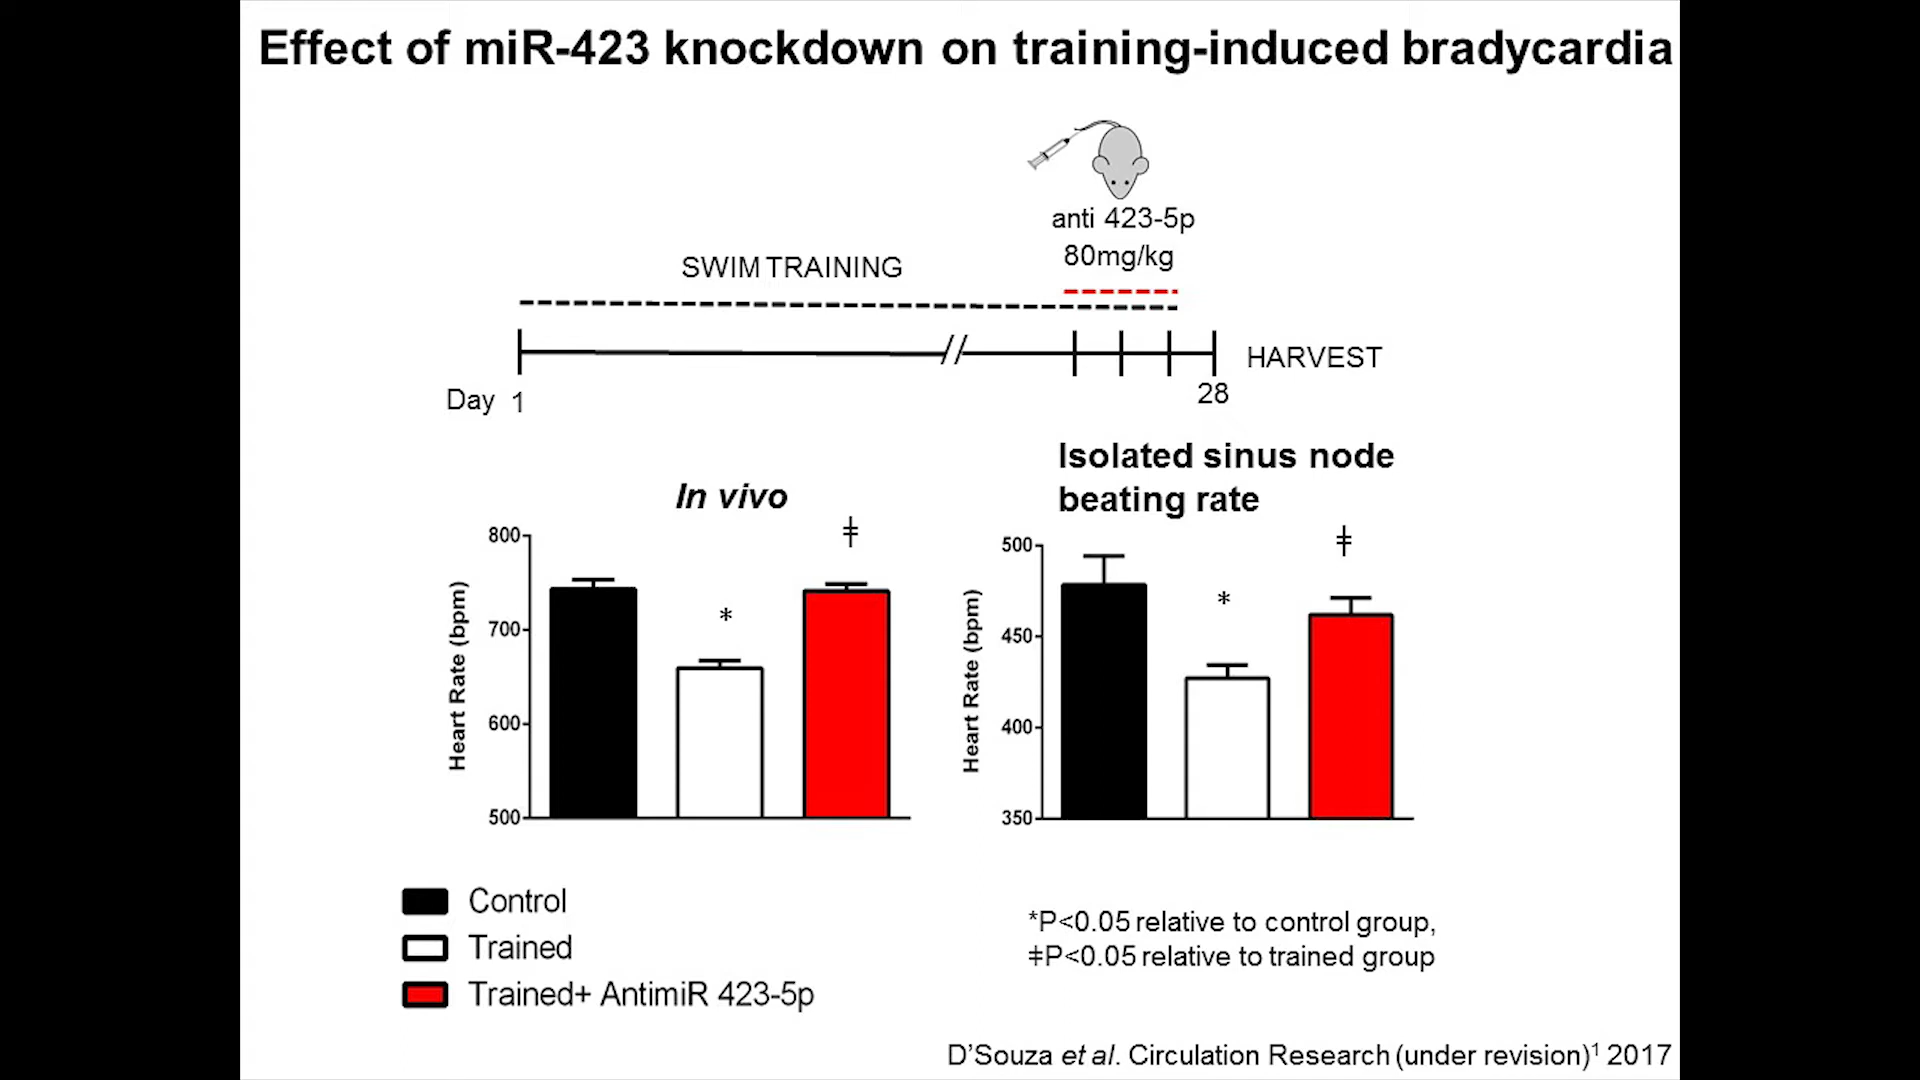 Effect of miR-423 knockdown on training-induced bradycardia
anti 423-5p
80mg/kg
SWIM TRAINING
HARVEST
Day 1
28
In vivo
Isolated sinus node
beating rate
800
700
600
500
Heart Rate (bpm)
*
ǂ
500
450
400
350
Heart Rate (bpm)
*
ǂ
Control
Trained
Trained+ AntimiR 423-5p
*P<0.05 relative to control group,
ǂP<0.05 relative to trained group
D'Souza et al. Circulation Research (under revision)¹ 2017